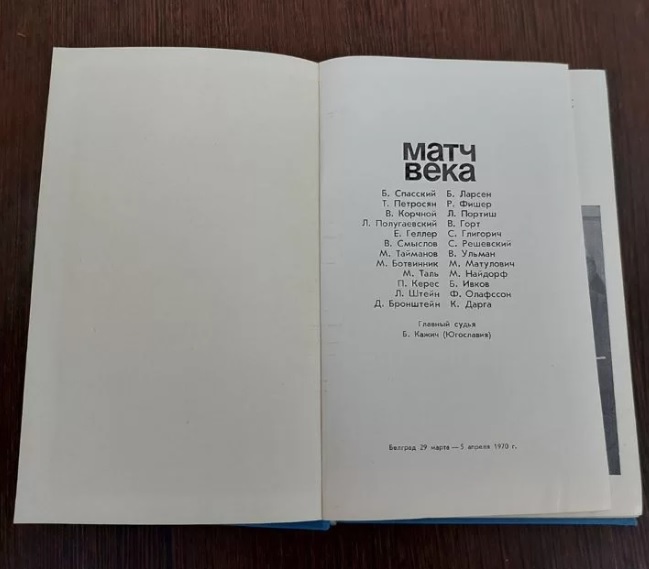 матч
века
Б. Спасский Б. Ларсен
Т. Петросян Р. Фишер
В. Корчной Л. Портиш
Л. Полугаевский В. Горт
Е. Геллер С. Глигорич
В. Смыслов С. Решевский
М. Тайманов В. Ульман
М. Ботвинник М. Матулович
М. Таль М. Найдорф
П. Керес Б. Ивков
Л. Штейн Ф. Олафссон
Д. Бронштейн К. Дарга
Главный судья
Б. Кажич (Югославия)
Белград 29 марта — 5 апреля 1970 г.